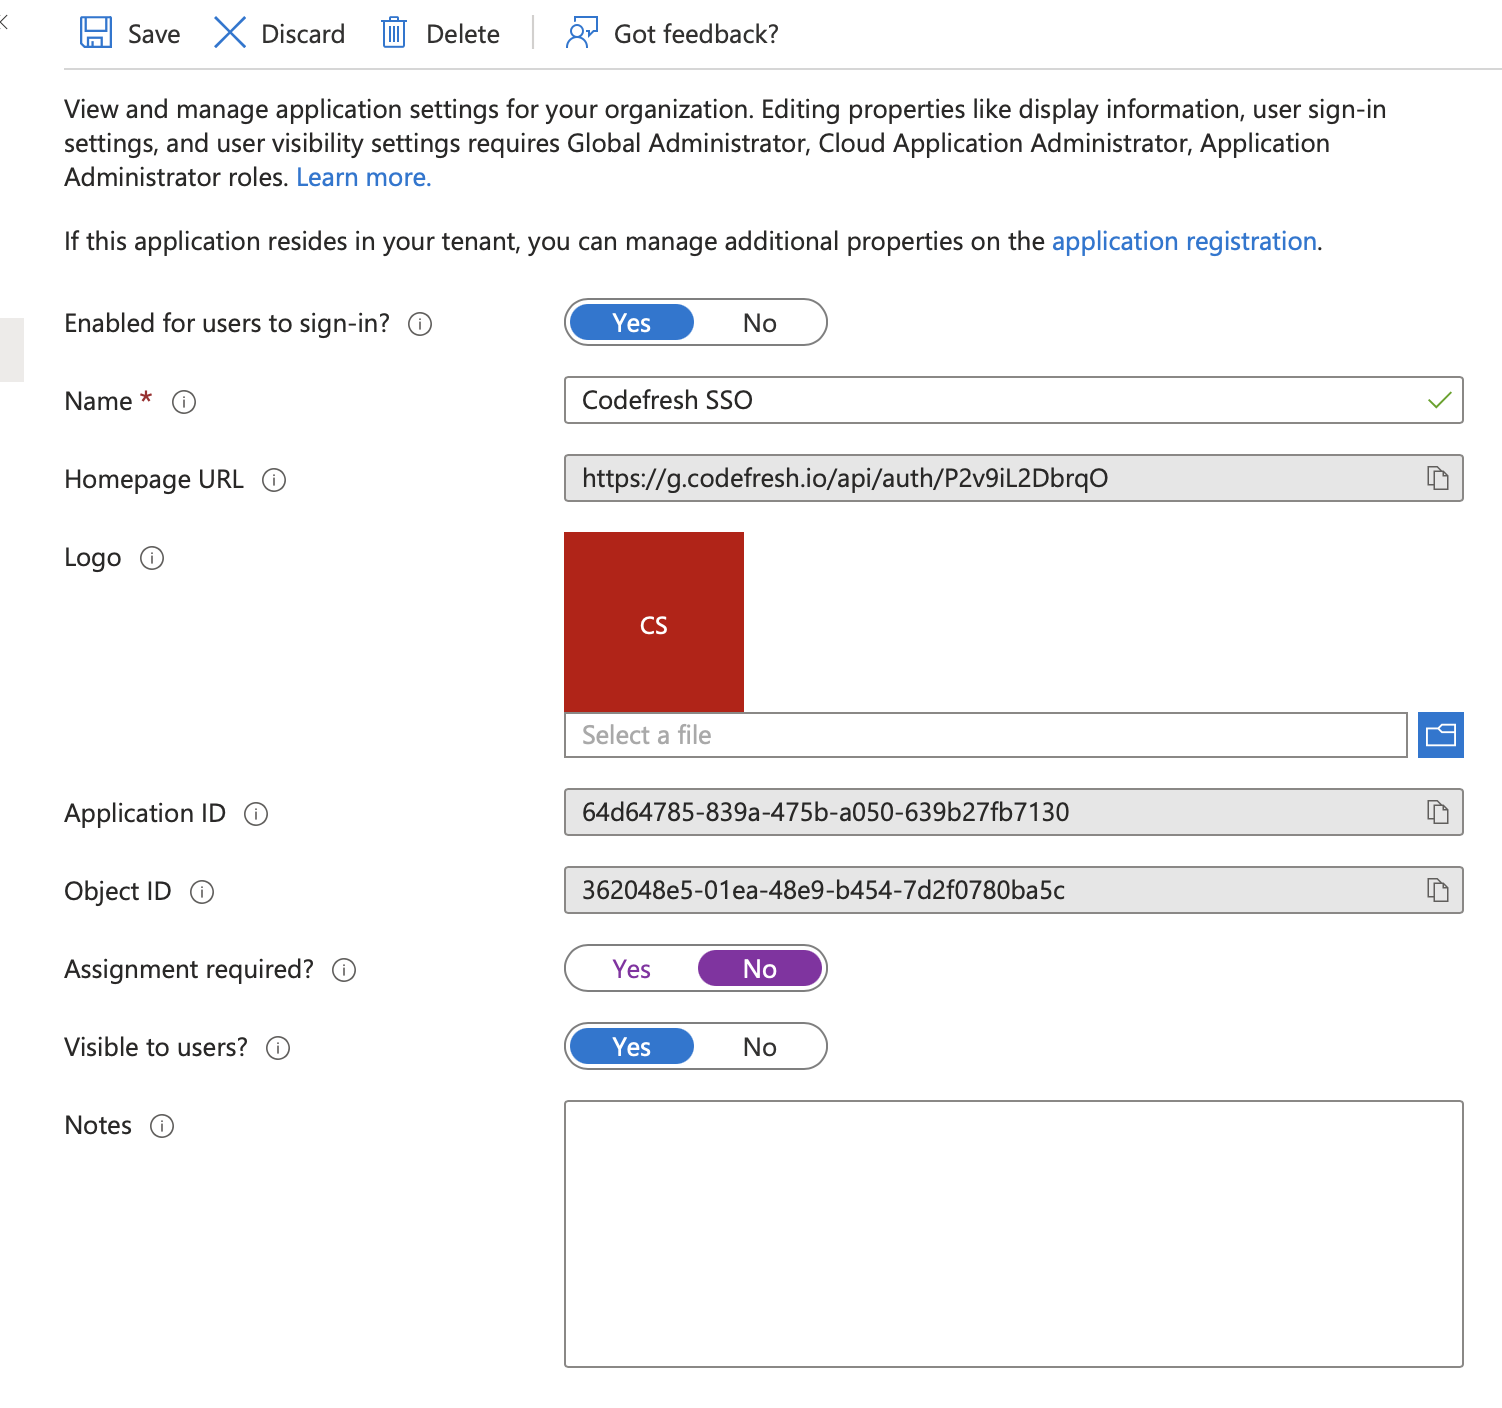 Save Discard Delete Got feedback?
View and manage application settings for your organization. Editing properties like display information, user sign-in
settings, and user visibility settings requires Global Administrator, Cloud Application Administrator, Application
Administrator roles. Learn more.
If this application resides in your tenant, you can manage additional properties on the application registration.
Enabled for users to sign-in? Yes No
Name * Codefresh SSO
Homepage URL https://g.codefresh.io/api/auth/P2v9iL2DbrqO
Logo
CS
Select a file
Application ID 64d64785-839a-475b-a050-639b27fb7130
Object ID 362048e5-01ea-48e9-b454-7d2f0780ba5c
Assignment required? Yes No
Visible to users? Yes No
Notes